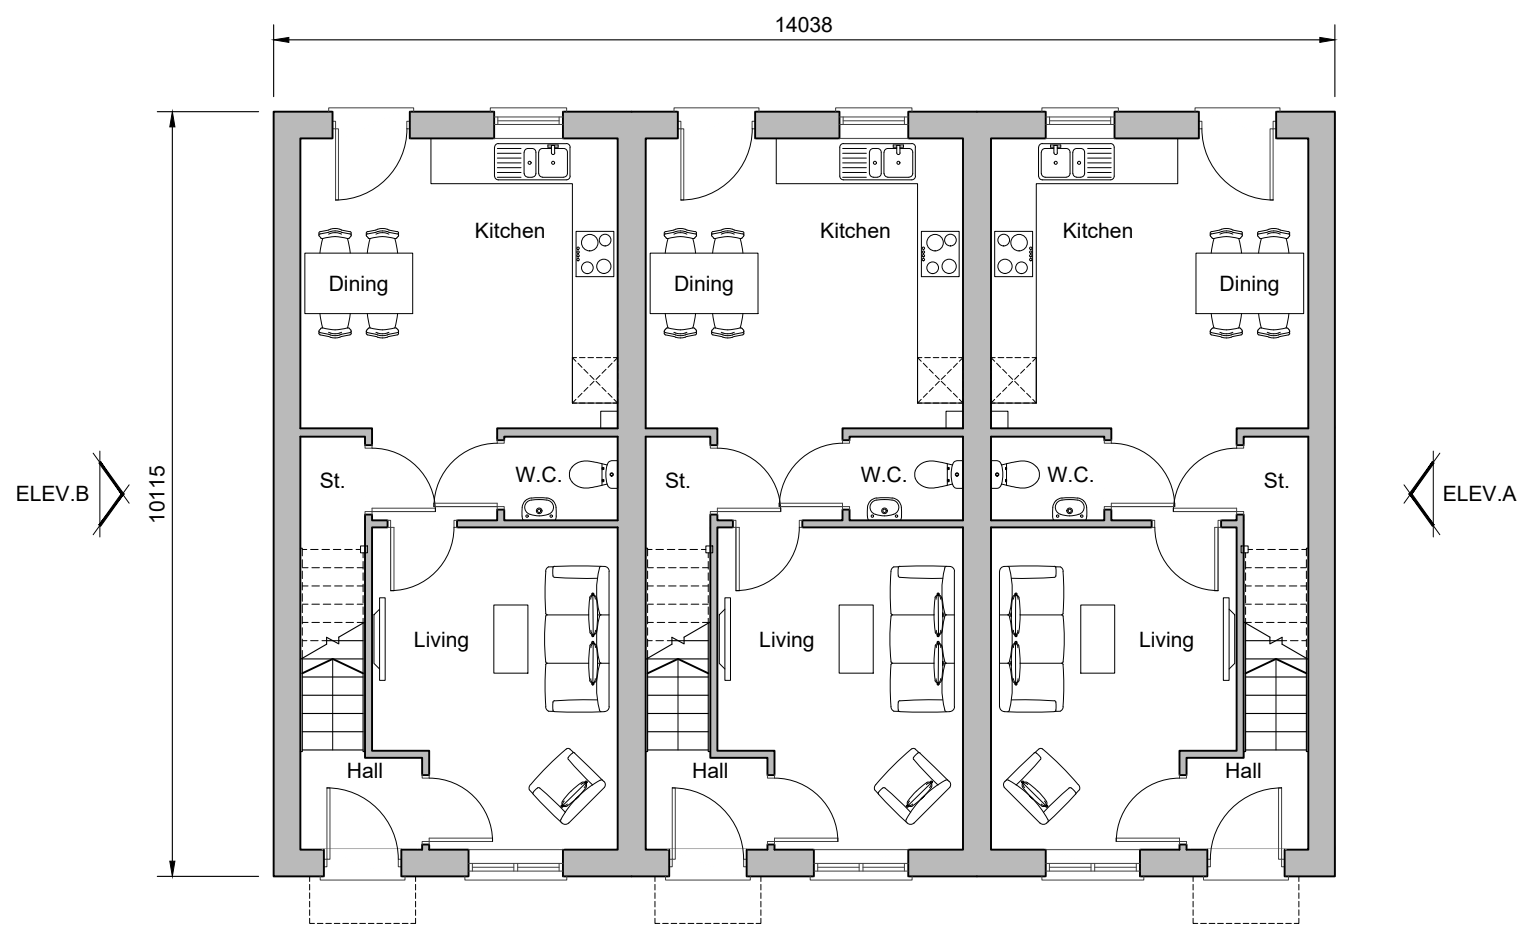 14038
Kitchen
Kitchen
Kitchen
Dining
Dining
Dining
10115
ELEV.B
St.
W.C.
St.
W.C.
W.C.
St.
ELEV.A
Living
Living
Living
Hall
Hall
Hall